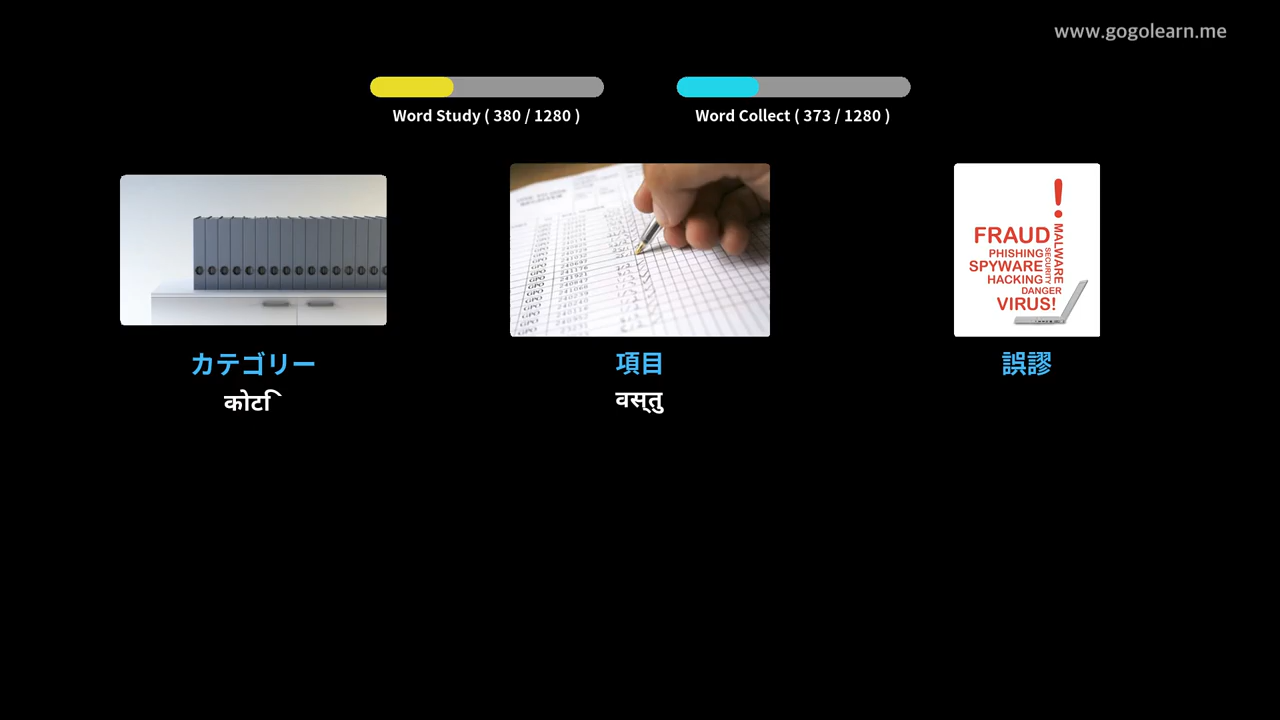 www.gogolearn.me
Word Study ( 380 / 1280 )
Word Collect ( 373 / 1280 )
FRAUD
PHISHING
SPYWARE
HACKING
DANGER
VIRUS!
MALWARE
SECURITY
カテゴリー
項目
誤謬
कोटि
वस्तु